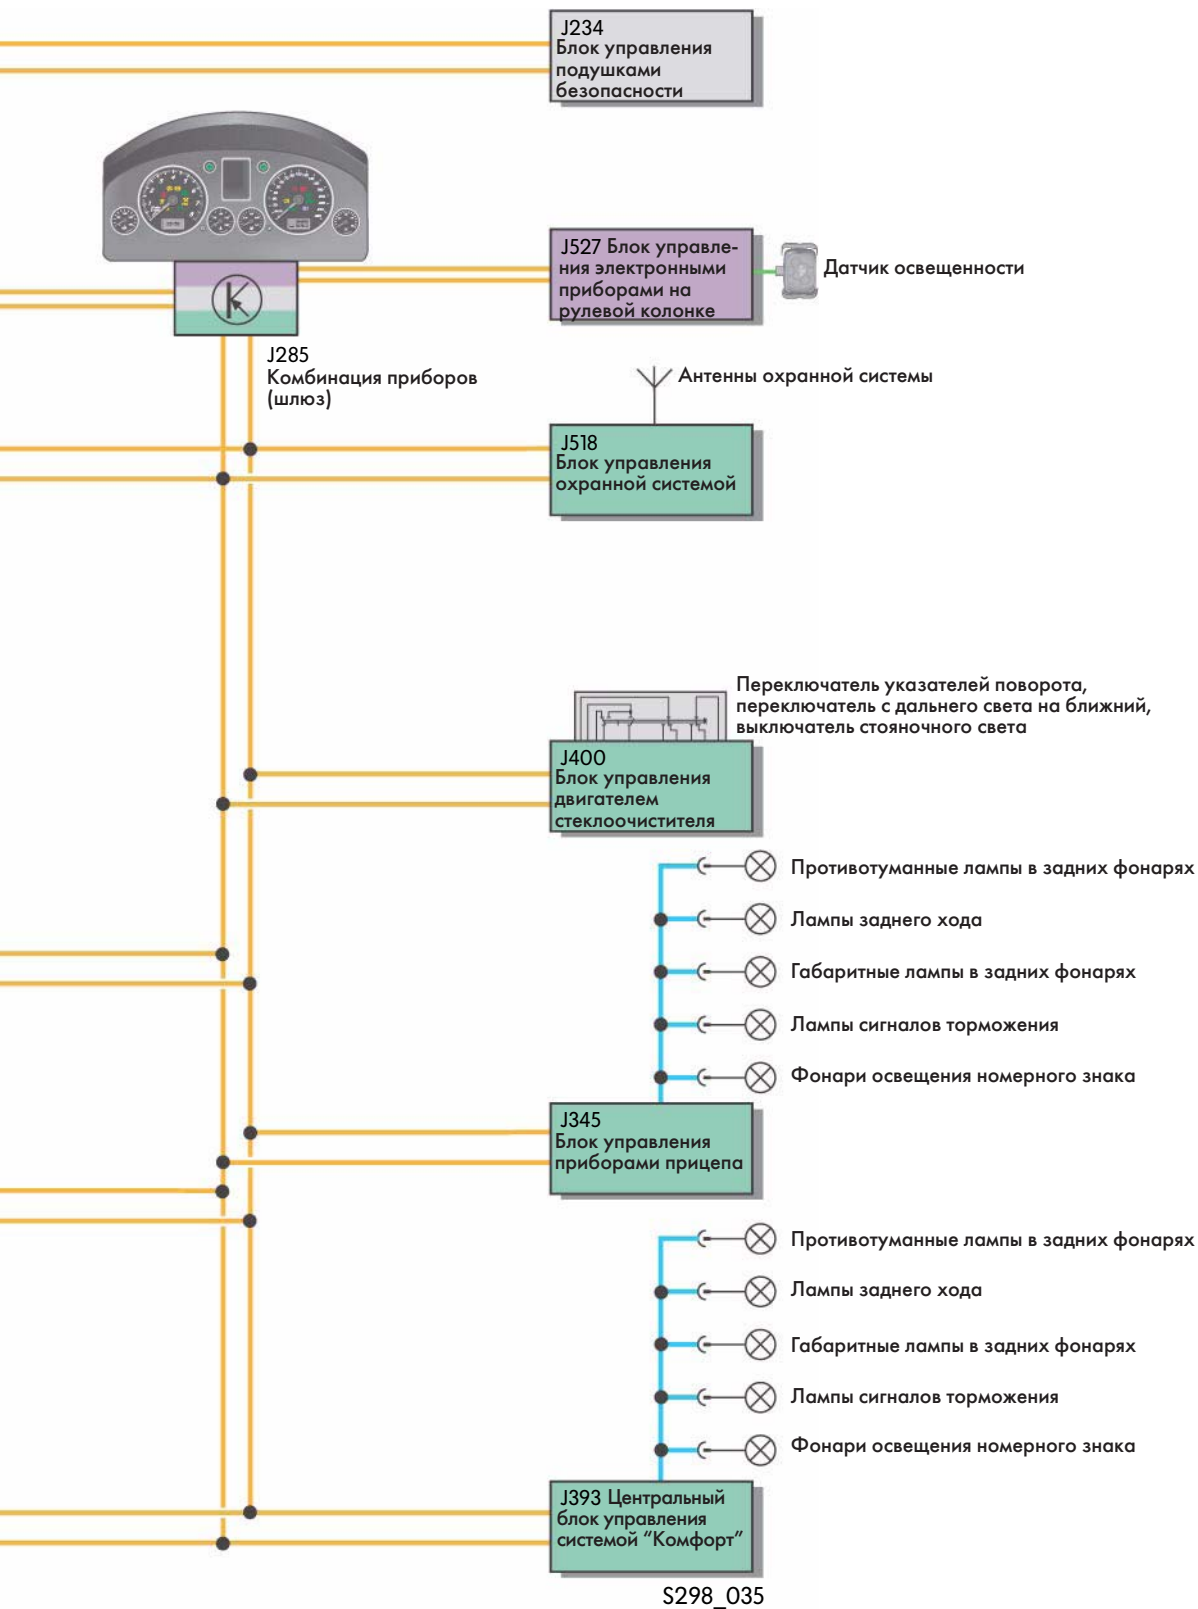 J234
Блок управления
подушками
безопасности
J527 Блок управле-
ния электронными
приборами на
рулевой колонке
Датчик освещенности
J285
Комбинация приборов
(шлюз)
Антенны охранной системы
J518
Блок управления
охранной системой
Переключатель указателей поворота,
переключатель с дальнего света на ближний,
выключатель стояночного света
J400
Блок управления
двигателем
стеклоочистителя
Противотуманные лампы в задних фонарях
Лампы заднего хода
Габаритные лампы в задних фонарях
Лампы сигналов торможения
Фонари освещения номерного знака
J345
Блок управления
приборами прицепа
Противотуманные лампы в задних фонарях
Лампы заднего хода
Габаритные лампы в задних фонарях
Лампы сигналов торможения
Фонари освещения номерного знака
J393 Центральный
блок управления
системой “Комфорт”
S298_035